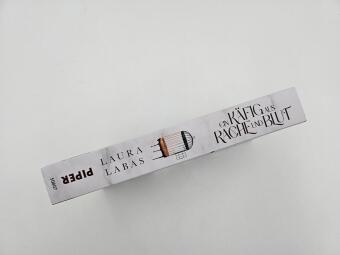 PIPER
LAURA
LABAS
EIN KÄFIG AUS
RACHE UND BLUT